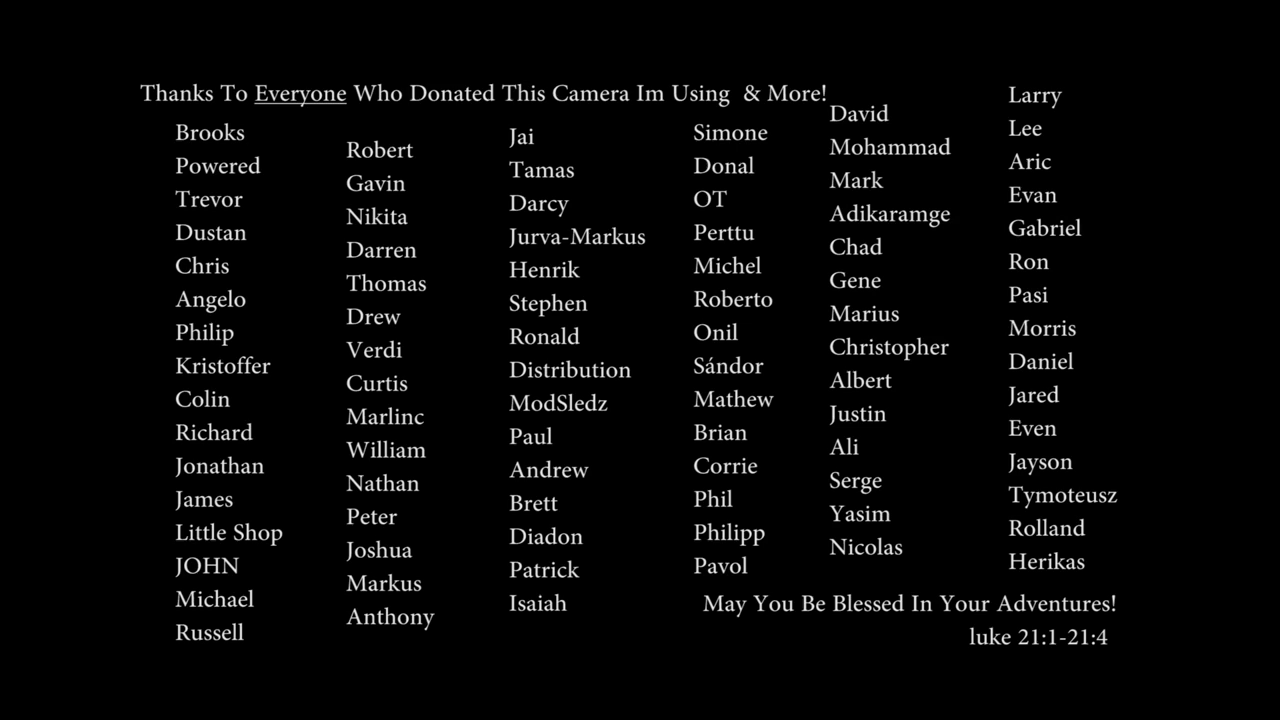 Thanks To Everyone Who Donated This Camera Im Using & More!
Brooks
Powered
Trevor
Dustan
Chris
Angelo
Philip
Kristoffer
Colin
Richard
Jonathan
James
Little Shop
JOHN
Michael
Russell
Robert
Gavin
Nikita
Darren
Thomas
Drew
Verdi
Curtis
Marlinc
William
Nathan
Peter
Joshua
Markus
Anthony
Jai
Tamas
Darcy
Jurva-Markus
Henrik
Stephen
Ronald
Distribution
ModSledz
Paul
Andrew
Brett
Diadon
Patrick
Isaiah
Simone
Donal
OT
Perttu
Michel
Roberto
Onil
Sándor
Mathew
Brian
Corrie
Phil
Philipp
Pavol
David
Mohammad
Mark
Adikaramge
Chad
Gene
Marius
Christopher
Albert
Justin
Ali
Serge
Yasim
Nicolas
Larry
Lee
Aric
Evan
Gabriel
Ron
Pasi
Morris
Daniel
Jared
Even
Jayson
Tymoteusz
Rolland
Herikas
May You Be Blessed In Your Adventures!
luke 21:1-21:4